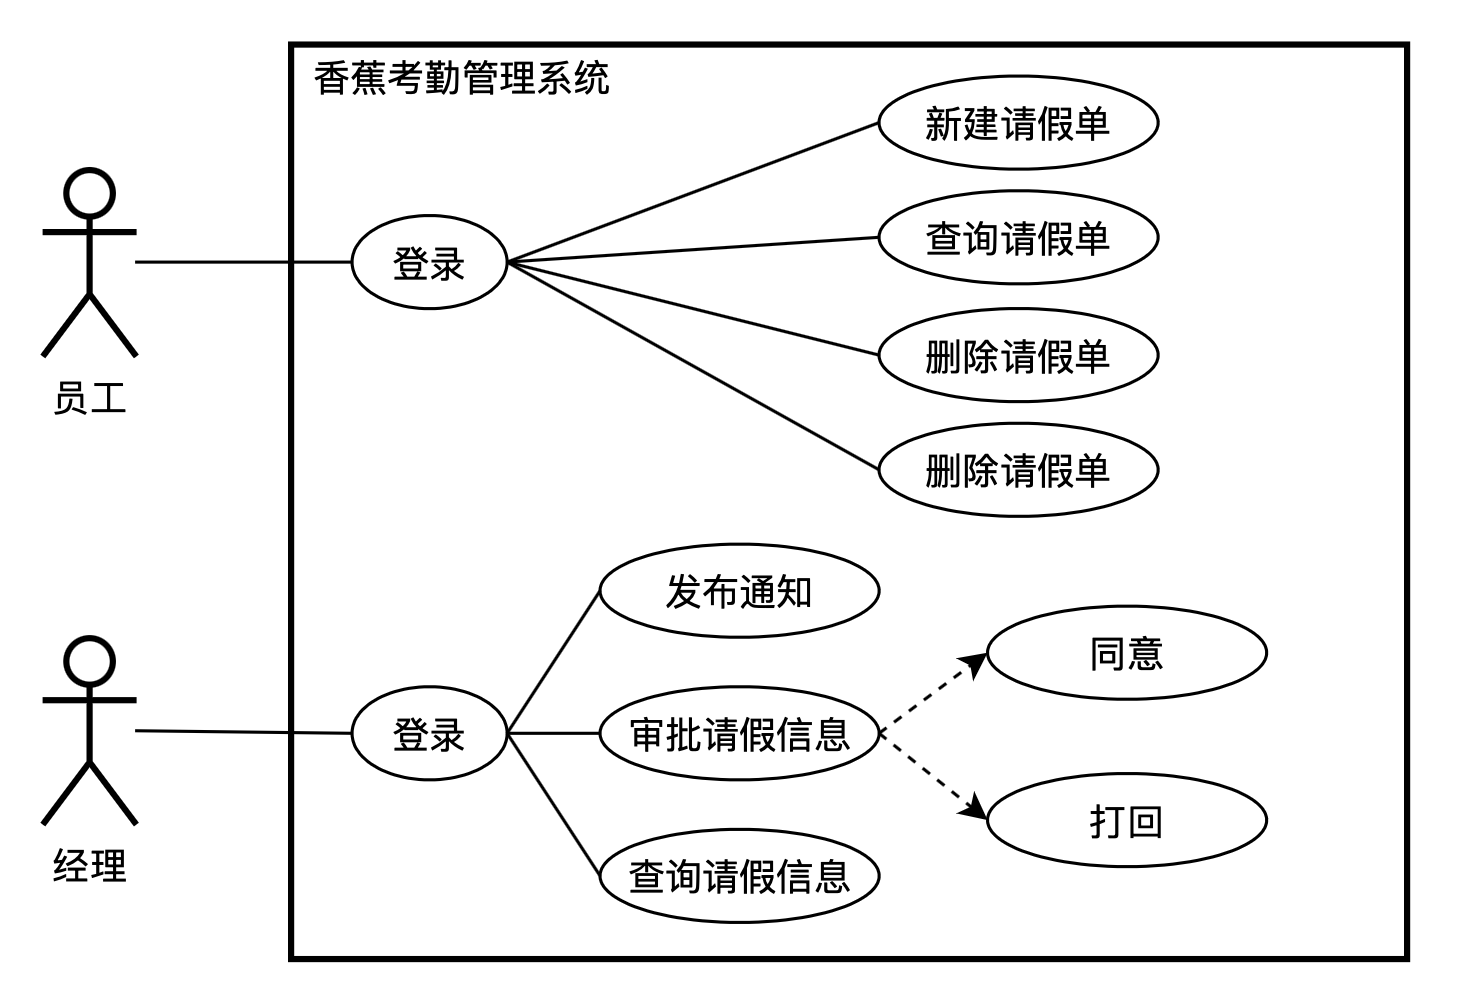 香蕉考勤管理系统
新建请假单
查询请假单
登录
删除请假单
删除请假单
员工
发布通知
同意
登录
审批请假信息
打回
经理
查询请假信息